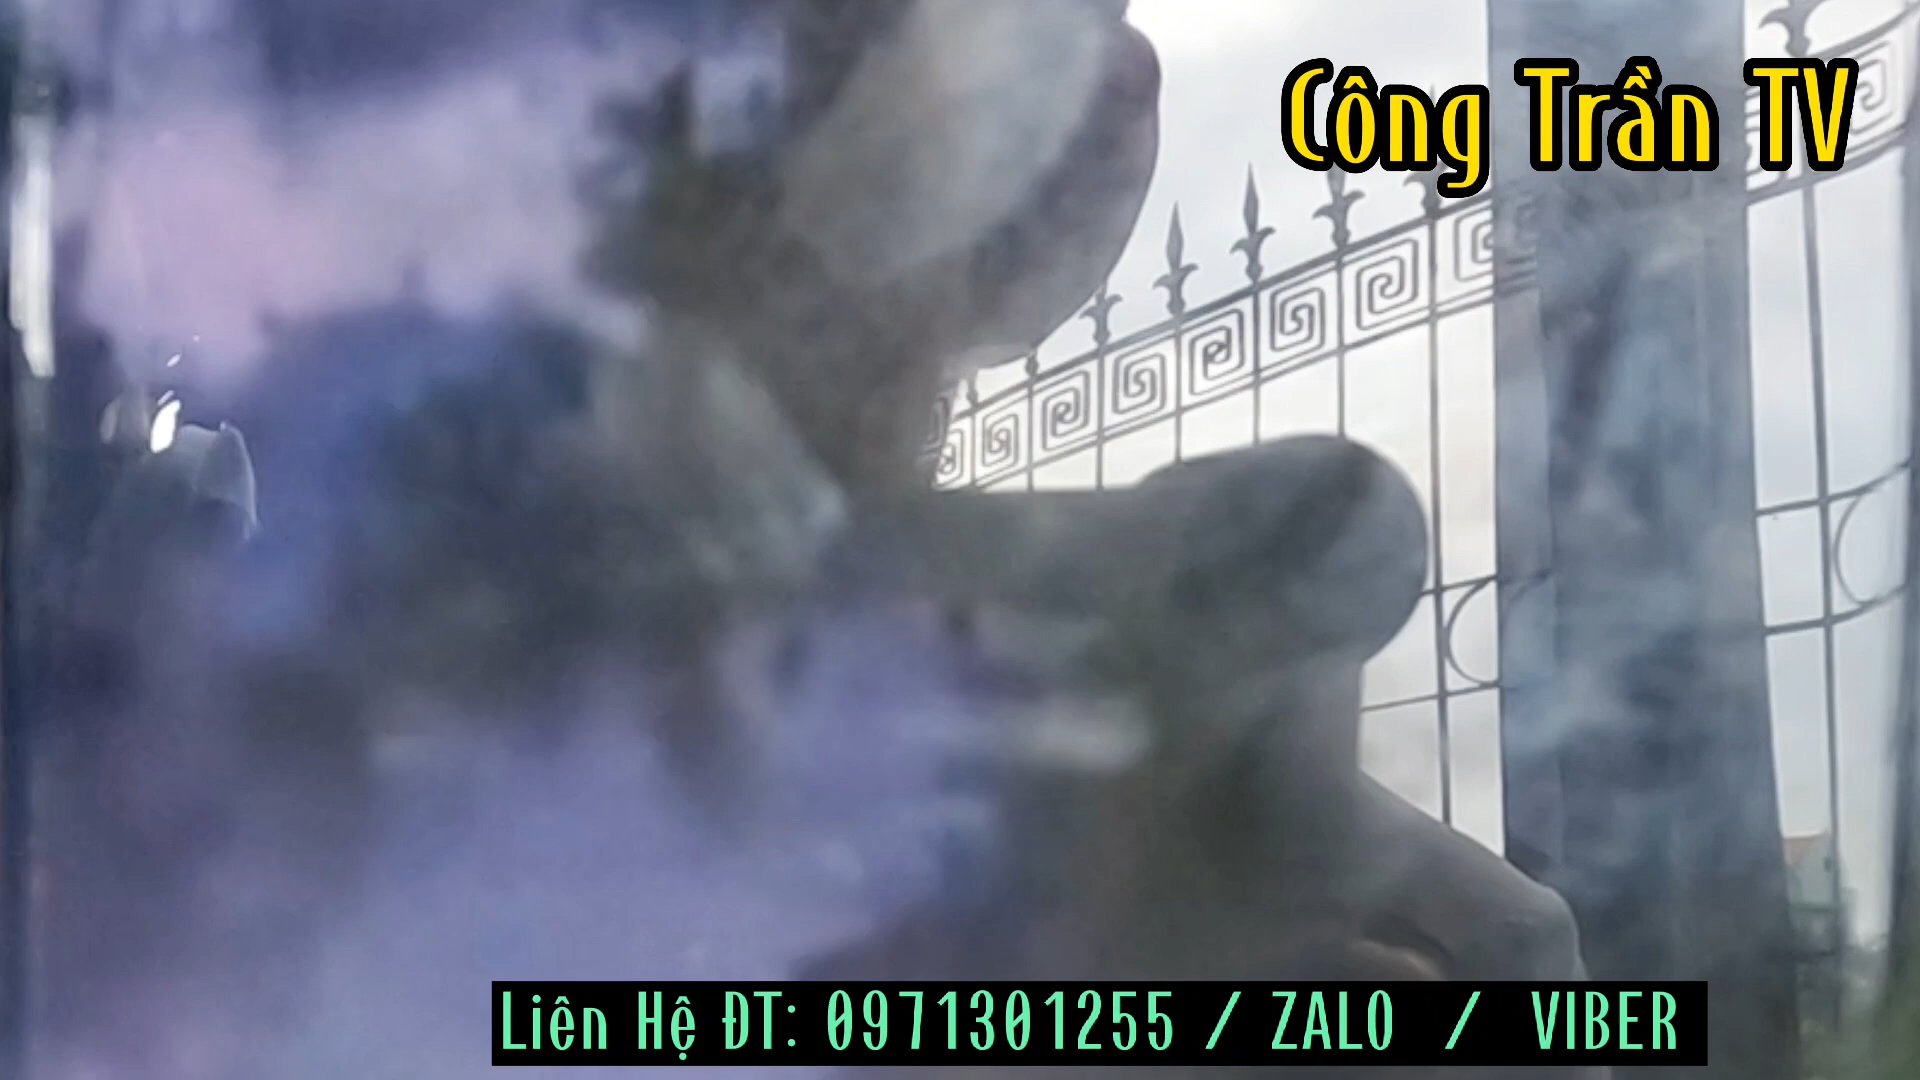 Công Trần TV
Liên Hệ ĐT: 0971301255 / ZALO / VIBER